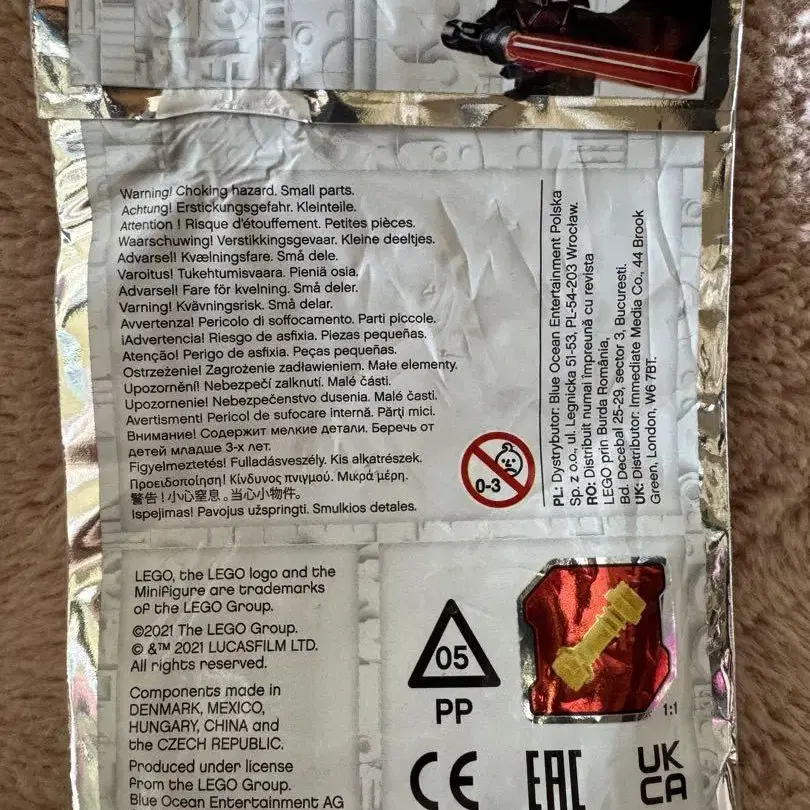 Warning! Choking hazard. Small parts.
Achtung! Erstickungsgefahr. Kleinteile.
Attention ! Risque d'étouffement. Petites pièces.
Waarschuwing! Verstikkingsgevaar. Kleine deeltjes.
Advarsel! Kvælningsfare. Små dele.
Varoitus! Tukehtumisvaara. Pieniä osia.
Advarsel! Fare för kvelning. Små deler.
Varning! Kvävningsrisk. Små delar.
Avvertenza! Pericolo di soffocamento. Parti piccole.
¡Advertencia! Riesgo de asfixia. Piezas pequeñas.
Atenção! Perigo de asfixia. Peças pequeñas.
Ostrzeżenie! Zagrożenie zadławieniem. Małe elementy.
Upozornění! Nebezpečí zalknutí. Malé části.
Upozornenie! Nebezpečenstvo dusenia. Malé časti.
Avertisment! Pericol de sufocare internă. Părţi mici.
Внимание! Содержит мелкие детали. Беречь от
детей младше 3-х лет.
Figyelmeztetés! Fulladásveszély. Kis alkatrészek.
Προειδοποίηση! Κίνδυνος πνιγμού. Μικρά μέρη.
警告！小心窒息。当心小物件。
Ispejimas! Pavojus užspringti. Smulkios detales.
0-3
PL: Dystrybutor: Blue Ocean Entertainment Polska
Sp. z o.o., ul. Legnicka 51-53, PL-54-203 Wrocław.
RO: Distribuit numai împreună cu revista
LEGO prin Burda România,
Bd. Decebal 25-29, sector 3, Bucuresti.
UK: Distributor: Immediate Media Co., 44 Brook
Green, London, W6 7BT.
LEGO, the LEGO logo and the
Minifigure are trademarks
of the LEGO Group.
©2021 The LEGO Group.
© &™ 2021 LUCASFILM LTD.
All rights reserved.
Components made in
DENMARK, MEXICO,
HUNGARY, CHINA and
the CZECH REPUBLIC.
Produced under license
from the LEGO Group.
Blue Ocean Entertainment AG
05
PP
1:1
CE
EAC
UK
CA